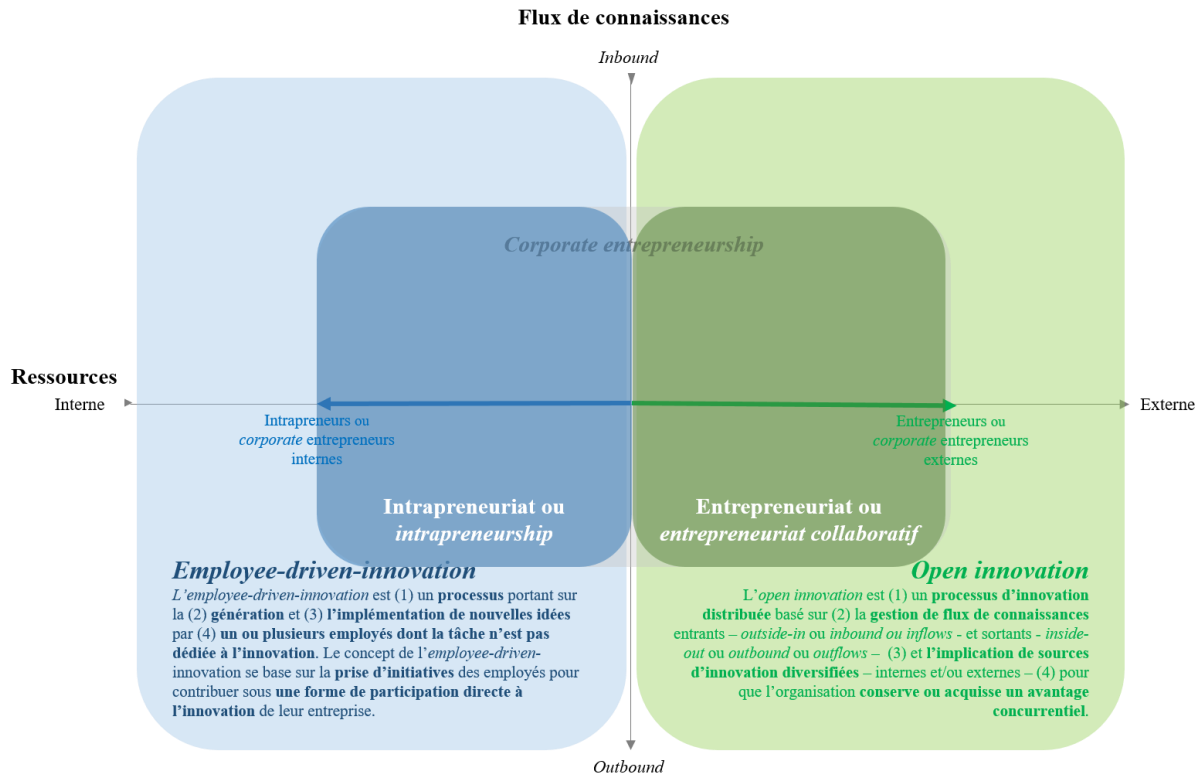 Flux de connaissances
Inbound
Corporate entrepreneurship
Ressources
Interne
Externe
Intrapreneurs ou
corporate entrepreneurs
internes
Entrepreneurs ou
corporate entrepreneurs
externes
Intrapreneuriat ou
intrapreneurship
Entrepreneuriat ou
entrepreneuriat collaboratif
Employee-driven-innovation
L’employee-driven-innovation est (1) un processus portant sur
la (2) génération et (3) l’implémentation de nouvelles idées
par (4) un ou plusieurs employés dont la tâche n’est pas
dédiée à l’innovation. Le concept de l’employee-driven-
innovation se base sur la prise d’initiatives des employés pour
contribuer sous une forme de participation directe à
l’innovation de leur entreprise.
Open innovation
L’open innovation est (1) un processus d’innovation
distribuée basé sur (2) la gestion de flux de connaissances
entrants – outside-in ou inbound ou inflows - et sortants - inside-
out ou outbound ou outflows – (3) et l’implication de sources
d’innovation diversifiées – internes et/ou externes – (4) pour
que l’organisation conserve ou acquisse un avantage
concurrentiel.
Outbound